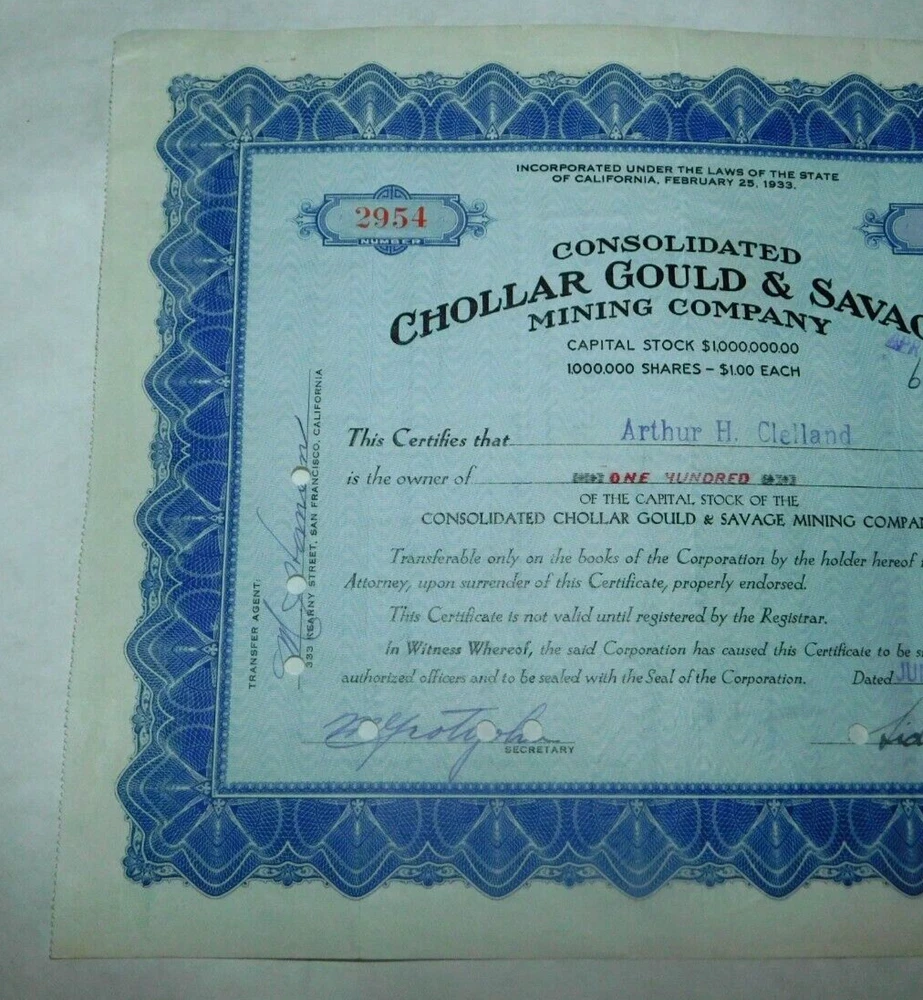 INCORPORATED UNDER THE LAWS OF THE STATE
OF CALIFORNIA, FEBRUARY 25, 1933.
2954
NUMBER
CONSOLIDATED
CHOLLAR GOULD & SAVAG
MINING COMPANY
CAPITAL STOCK $1,000,000.00
1,000,000 SHARES – $1.00 EACH
This Certifies that Arthur H. Clelland
is the owner of ONE HUNDRED
OF THE CAPITAL STOCK OF THE
CONSOLIDATED CHOLLAR GOULD & SAVAGE MINING COMPA
Transferable only on the books of the Corporation by the holder hereof
Attorney, upon surrender of this Certificate, properly endorsed.
This Certificate is not valid until registered by the Registrar.
In Witness Whereof, the said Corporation has caused this Certificate to be s
authorized officers and to be sealed with the Seal of the Corporation. Dated JU
SECRETARY
TRANSFER AGENT:
333 KEARNY STREET, SAN FRANCISCO, CALIFORNIA